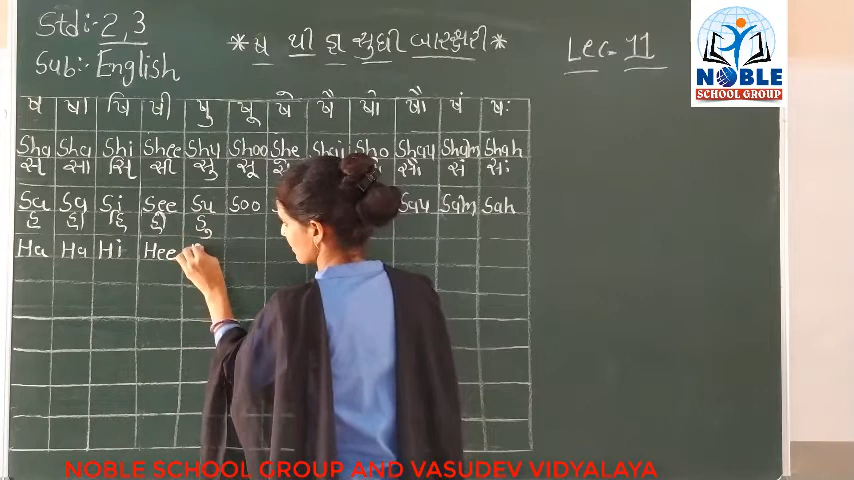 Std:- 2,3
*ષ થી જ્ઞ સુધી બારક્ષરી*
Lec- 11
Sub:- English
NOBLE
SCHOOL GROUP
ષ ષા ષિ ષી ષુ ષૂ ષે ષૈ ષો ષૌ ષં ષઃ
Sha Sha Shi Shee Shu Shoo She Shai Sho Shau Sham Shah
સ સા સિ સી સુ સૂ સૌ સં સઃ
Sa Sa Si See Su Soo Sau Sam Sah
હ હા હિ હી હુ
Ha Ha Hi Hee
NOBLE SCHOOL GROUP AND VASUDEV VIDYALAYA